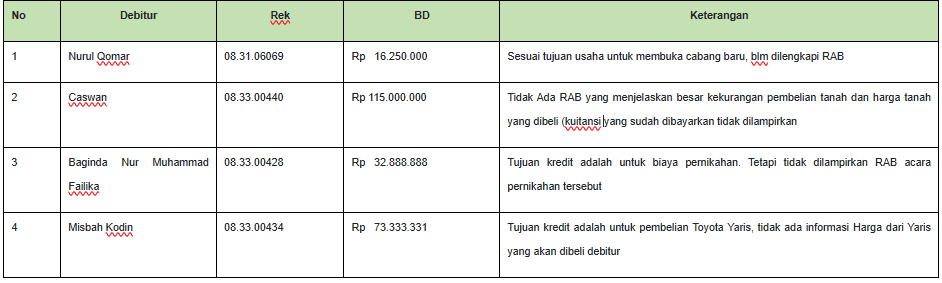 No Debitur Rek BD Keterangan
1 Nurul Qomar 08.31.06069 Rp 16.250.000 Sesuai tujuan usaha untuk membuka cabang baru, blm dilengkapi RAB
2 Caswan 08.33.00440 Rp 115.000.000 Tidak Ada RAB yang menjelaskan besar kekurangan pembelian tanah dan harga tanah
yang dibeli (kuitansi yang sudah dibayarkan tidak dilampirkan
3 Baginda Nur Muhammad 08.33.00428 Rp 32.888.888 Tujuan kredit adalah untuk biaya pernikahan. Tetapi tidak dilampirkan RAB acara
Failika pernikahan tersebut
4 Misbah Kodin 08.33.00434 Rp 73.333.331 Tujuan kredit adalah untuk pembelian Toyota Yaris, tidak ada informasi Harga dari Yaris
yang akan dibeli debitur